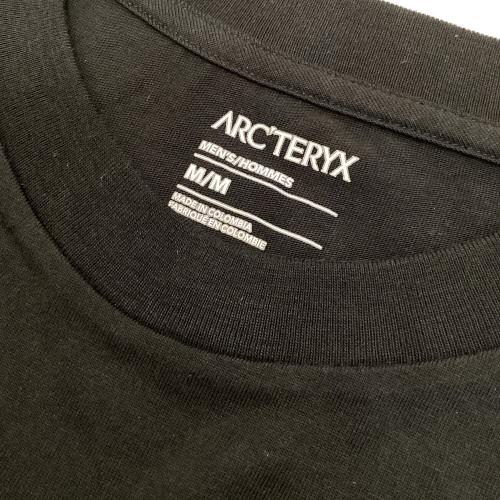 ARC'TERYX
MEN'S/HOMMES
M/M
MADE IN COLOMBIA
FABRIQUÉ EN COLOMBIE